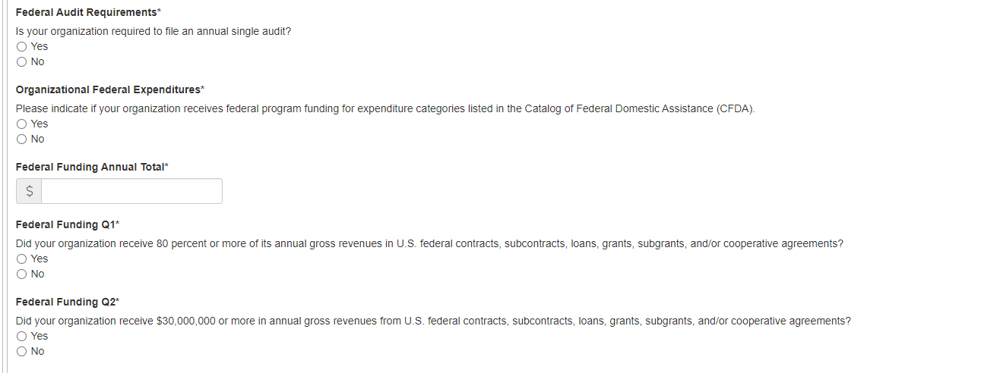 Federal Audit Requirements*
Is your organization required to file an annual single audit?
Yes
No
Organizational Federal Expenditures*
Please indicate if your organization receives federal program funding for expenditure categories listed in the Catalog of Federal Domestic Assistance (CFDA).
Yes
No
Federal Funding Annual Total*
$
Federal Funding Q1*
Did your organization receive 80 percent or more of its annual gross revenues in U.S. federal contracts, subcontracts, loans, grants, subgrants, and/or cooperative agreements?
Yes
No
Federal Funding Q2*
Did your organization receive $30,000,000 or more in annual gross revenues from U.S. federal contracts, subcontracts, loans, grants, subgrants, and/or cooperative agreements?
Yes
No